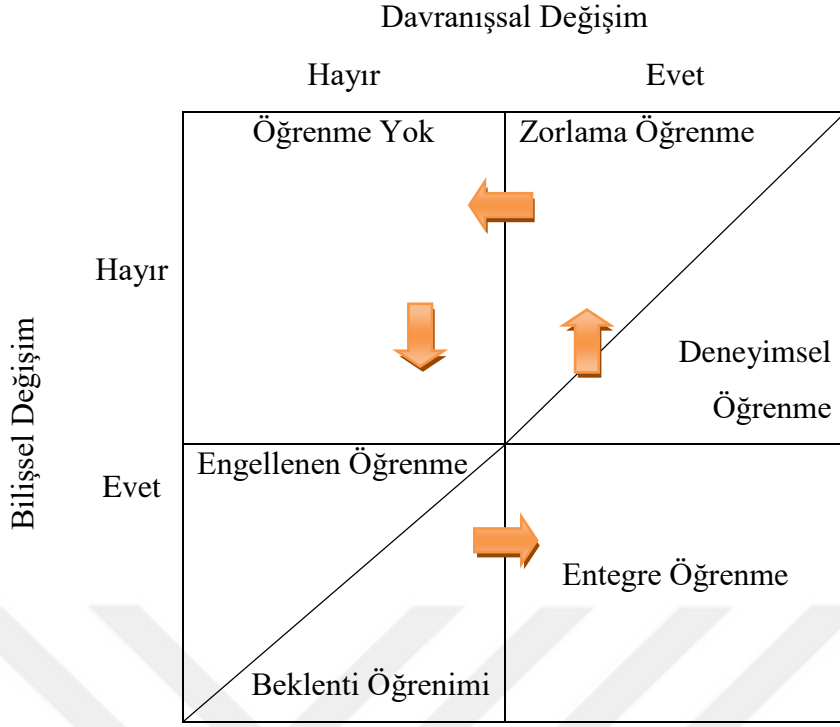 Davranışsal Değişim
Hayır Evet
Öğrenme Yok Zorlama Öğrenme
Hayır
Bilişsel Değişim
Deneyimsel
Öğrenme
Engellenen Öğrenme
Evet
Entegre Öğrenme
Beklenti Öğrenimi